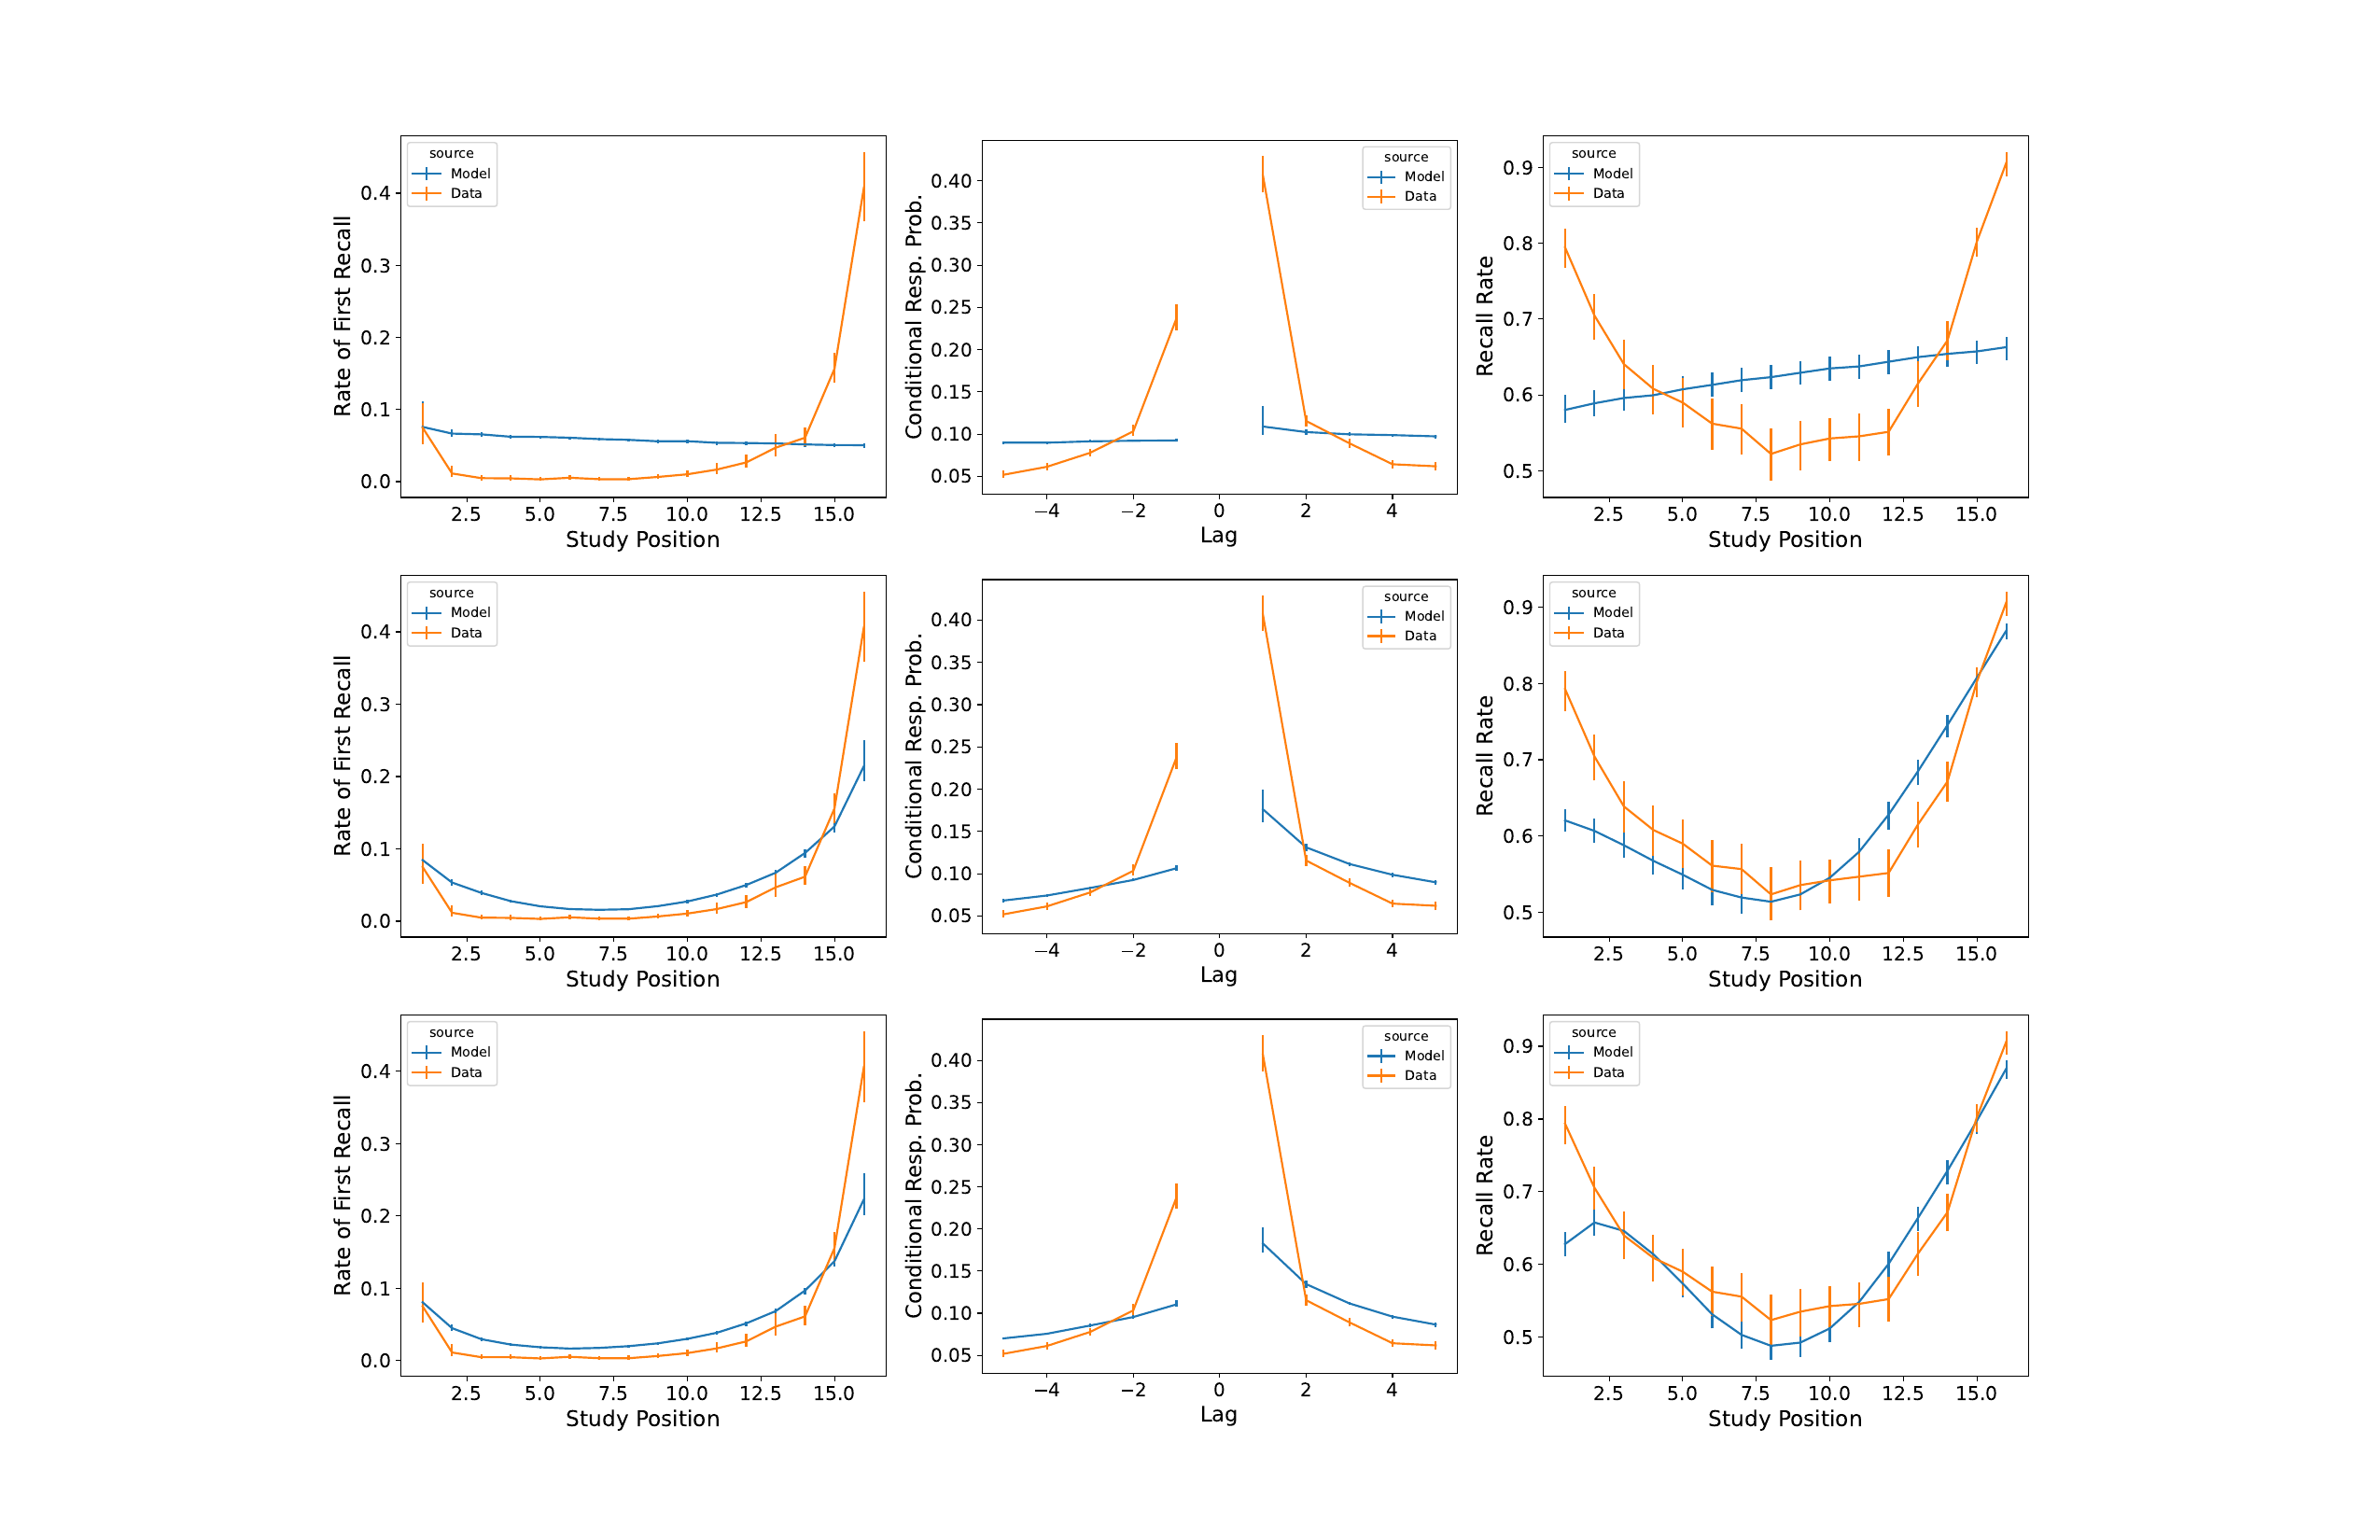 source
Model
Data
Rate of First Recall
0.4
0.3
0.2
0.1
0.0
2.5 5.0 7.5 10.0 12.5 15.0
Study Position
source
Model
Data
Conditional Resp. Prob.
0.40
0.35
0.30
0.25
0.20
0.15
0.10
0.05
−4 −2 0 2 4
Lag
source
Model
Data
Recall Rate
0.9
0.8
0.7
0.6
0.5
2.5 5.0 7.5 10.0 12.5 15.0
Study Position
source
Model
Data
Rate of First Recall
0.4
0.3
0.2
0.1
0.0
2.5 5.0 7.5 10.0 12.5 15.0
Study Position
source
Model
Data
Conditional Resp. Prob.
0.40
0.35
0.30
0.25
0.20
0.15
0.10
0.05
−4 −2 0 2 4
Lag
source
Model
Data
Recall Rate
0.9
0.8
0.7
0.6
0.5
2.5 5.0 7.5 10.0 12.5 15.0
Study Position
source
Model
Data
Rate of First Recall
0.4
0.3
0.2
0.1
0.0
2.5 5.0 7.5 10.0 12.5 15.0
Study Position
source
Model
Data
Conditional Resp. Prob.
0.40
0.35
0.30
0.25
0.20
0.15
0.10
0.05
−4 −2 0 2 4
Lag
source
Model
Data
Recall Rate
0.9
0.8
0.7
0.6
0.5
2.5 5.0 7.5 10.0 12.5 15.0
Study Position